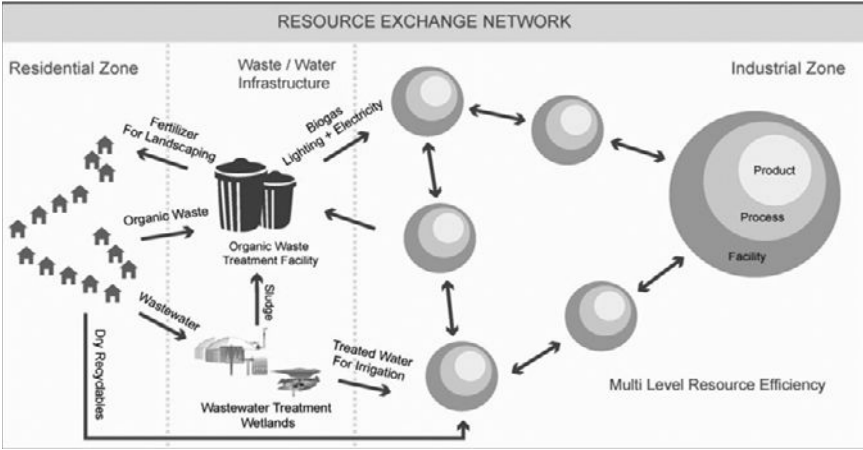 RESOURCE EXCHANGE NETWORK
Residential Zone
Waste / Water
Infrastructure
Industrial Zone
Fertilizer
For Landscaping
Biogas
Lighting + Electricity
Organic Waste
Organic Waste
Treatment Facility
Product
Process
Facility
Wastewater
Sludge
Dry Recyclables
Treated Water
For Irrigation
Wastewater Treatment
Wetlands
Multi Level Resource Efficiency